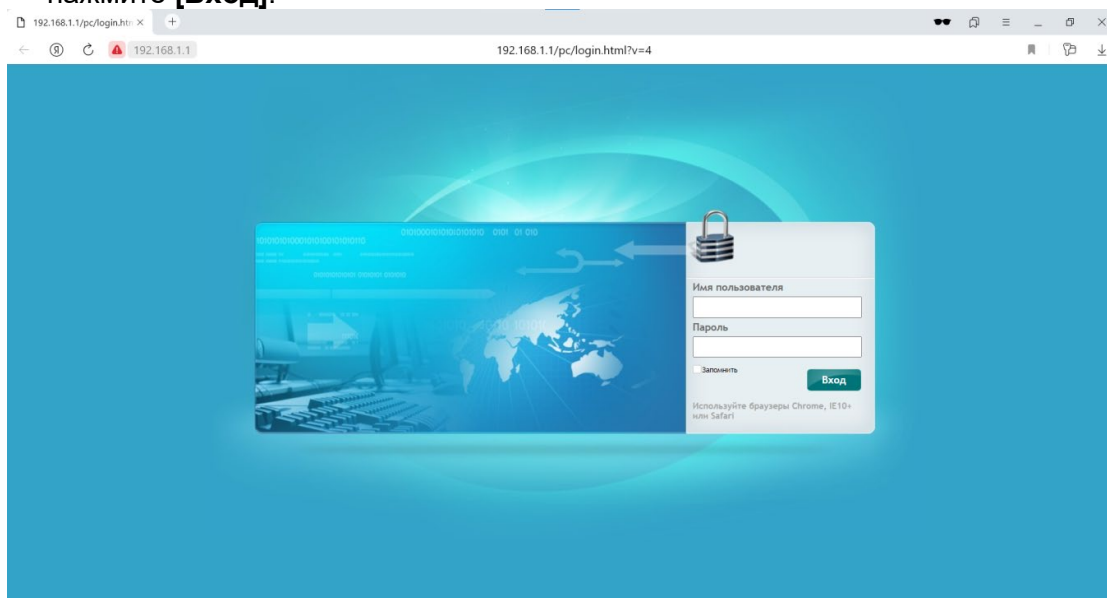 нажмите [Вход].
192.168.1.1/pc/login.htm
192.168.1.1
192.168.1.1/pc/login.html?v=4
Имя пользователя
Пароль
Запомнить
Вход
Используйте браузеры Chrome, IE10+
или Safari